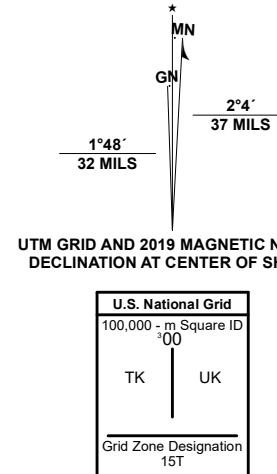 ★
MN
GN
2°4´
37 MILS
1°48´
32 MILS
UTM GRID AND 2019 MAGNETIC N
DECLINATION AT CENTER OF SH
U.S. National Grid
100,000 - m Square ID
³00
TK UK
Grid Zone Designation
15T